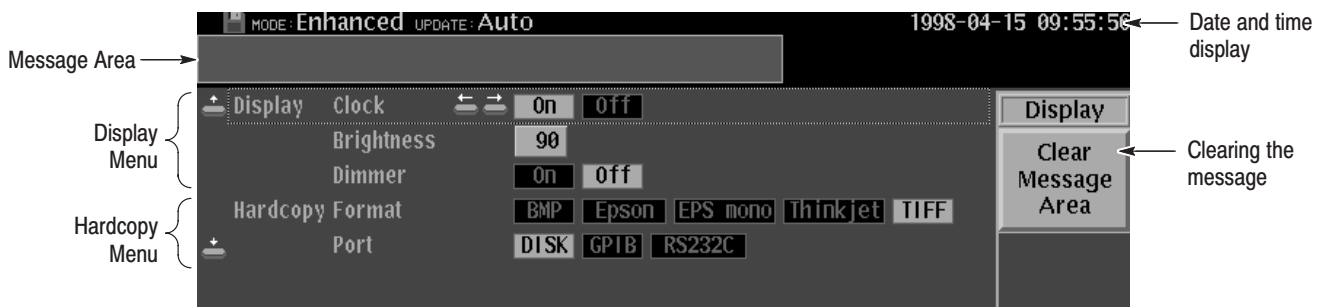 MODE:Enhanced UPDATE:Auto 1998-04-15 09:55:56
Date and time
display
Message Area
Display
Menu
Display Clock On Off
Brightness 90
Dimmer On Off
Hardcopy
Menu
Hardcopy Format BMP Epson EPS mono Thinkjet TIFF
Port DISK GPIB RS232C
Display
Clear
Message
Area
Clearing the
message